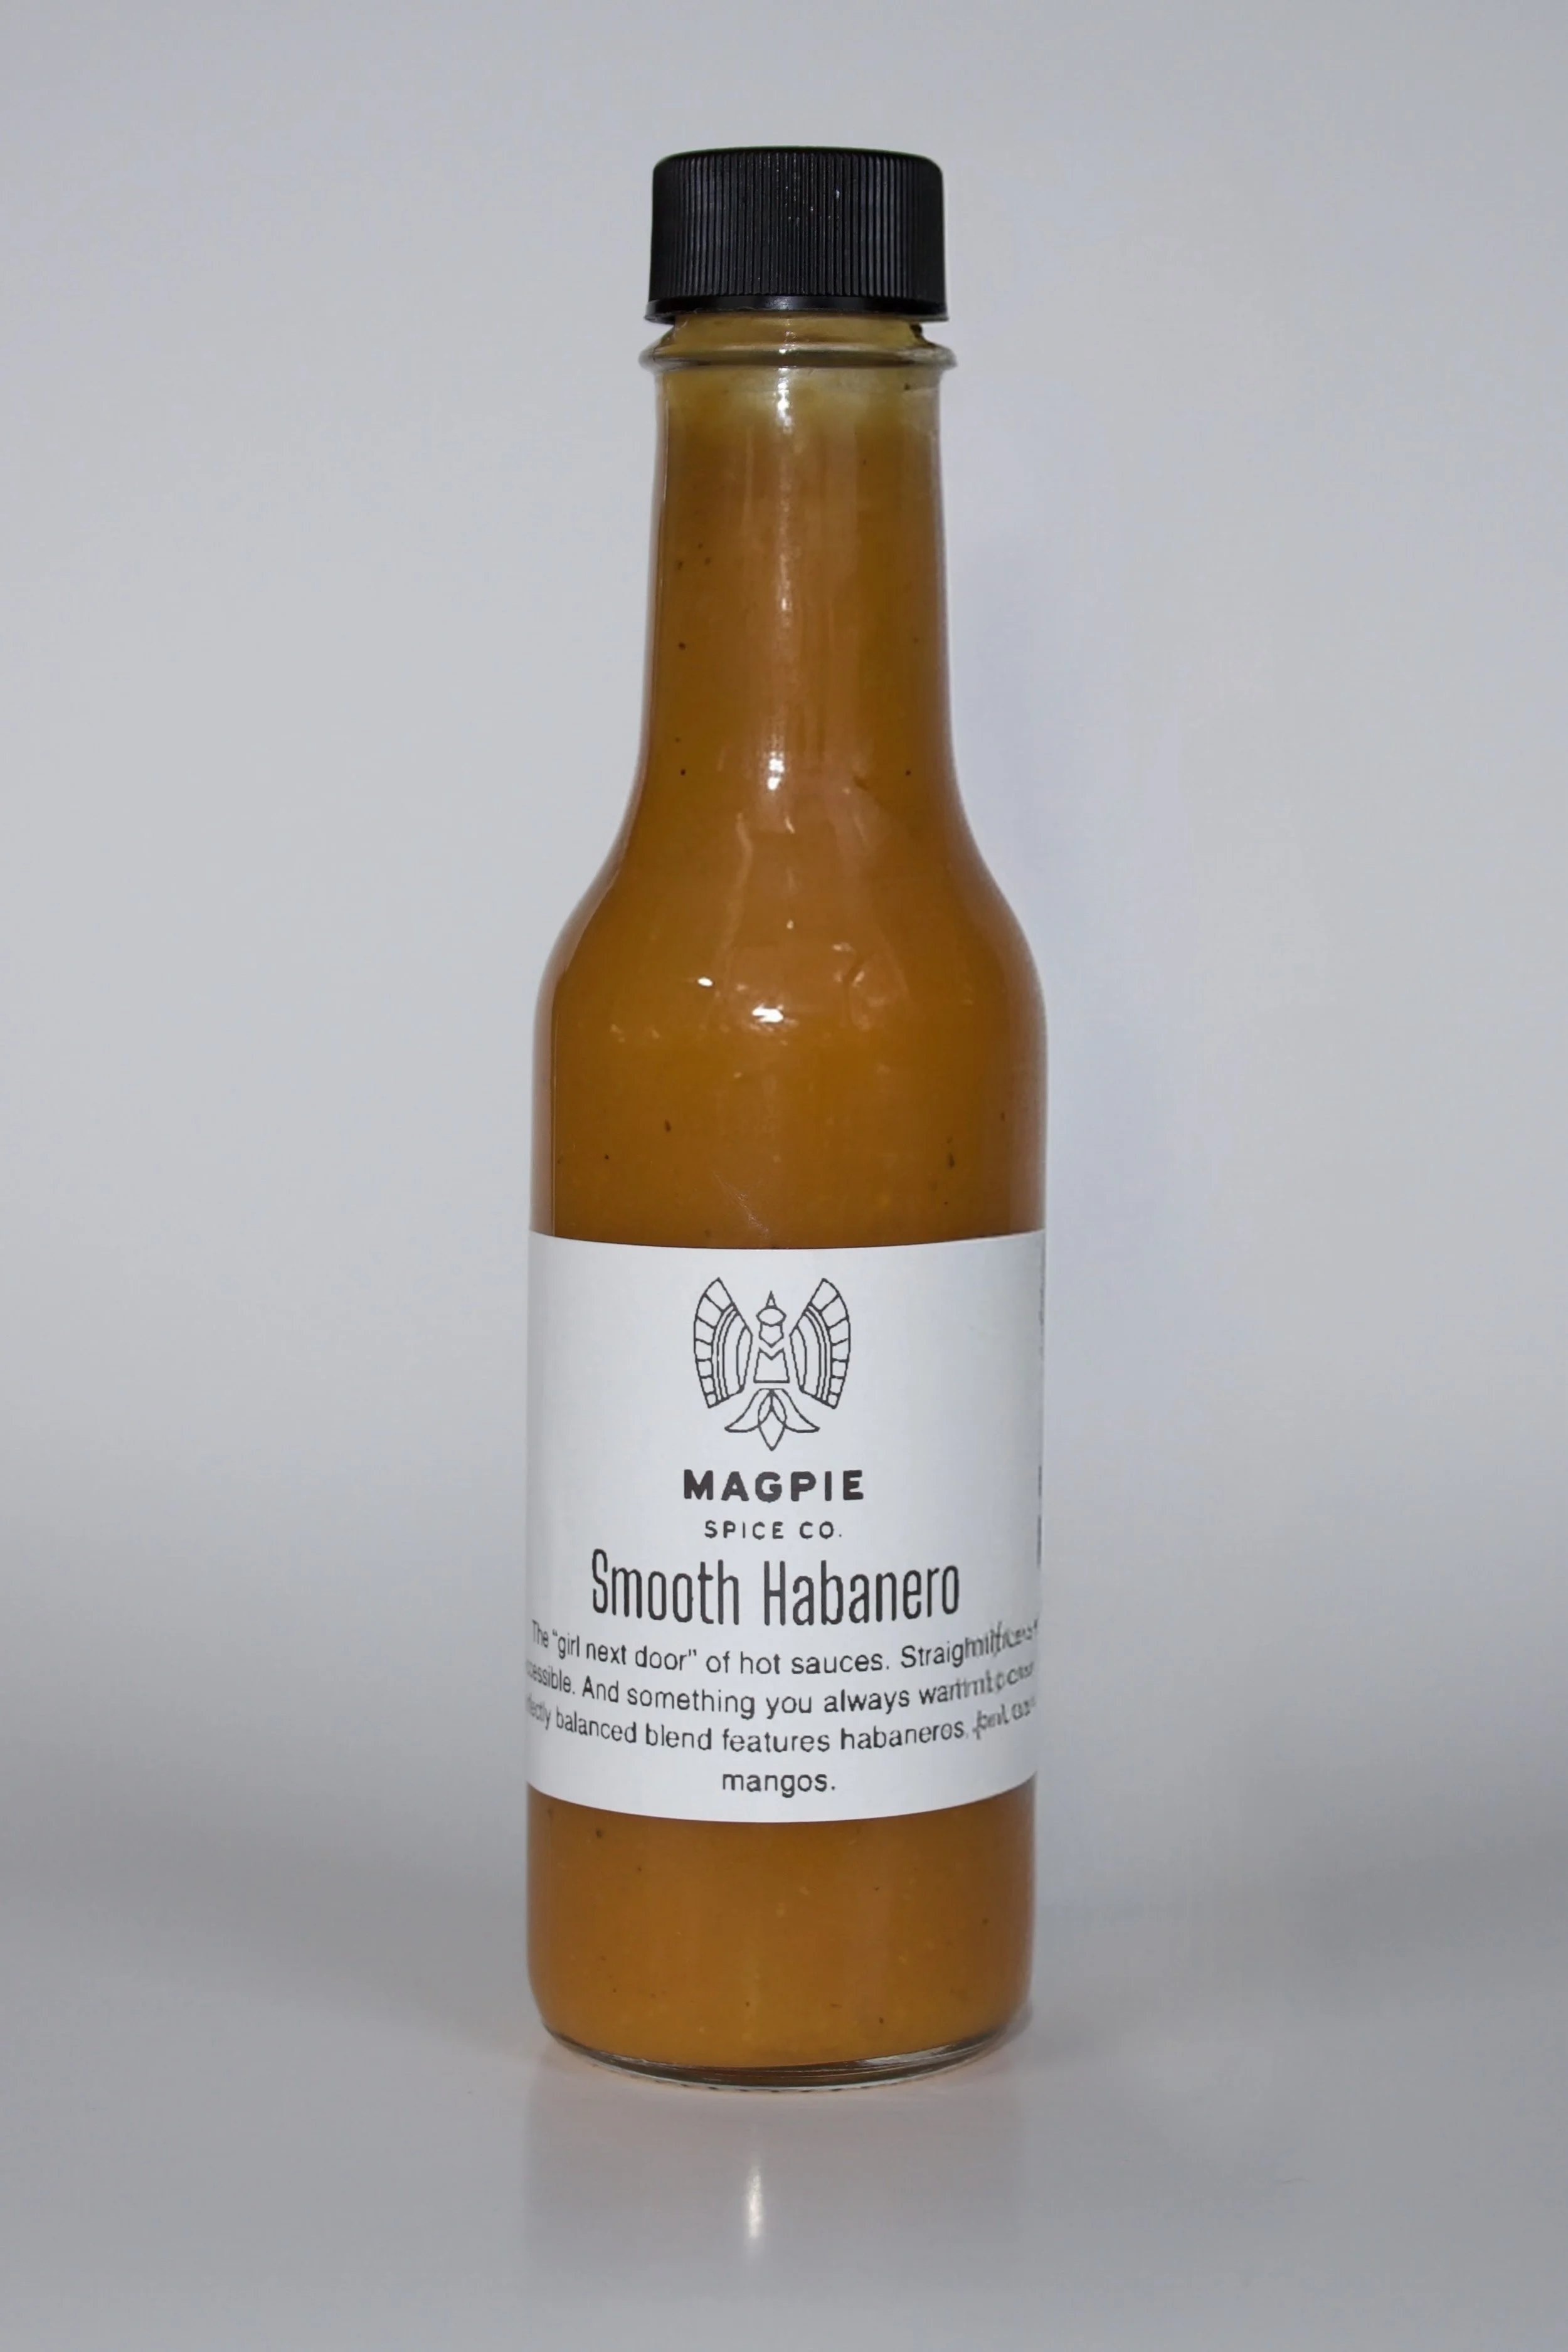 MAGPIE
SPICE CO.
Smooth Habanero
The "girl next door" of hot sauces.
And something you always
balanced blend features habaneros,
mangos.